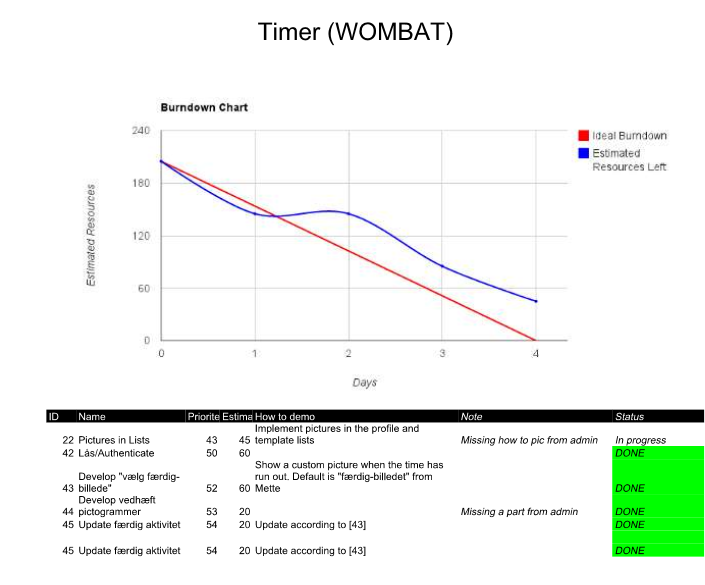 Timer (WOMBAT)
Burndown Chart
240
180
120
60
0
Estimated Resources
0 1 2 3 4
Days
Ideal Burndown
Estimated
Resources Left
ID Name Priorite Estima How to demo Note Status
22 Pictures in Lists 43 45 Implement pictures in the profile and
template lists Missing how to pic from admin In progress
42 Lås/Authenticate 50 60 DONE
43 Develop "vælg færdig-
billede" 52 60 Show a custom picture when the time has
run out. Default is "færdig-billedet" from
Mette DONE
44 Develop vedhæft
pictogrammer 53 20 Missing a part from admin DONE
45 Update færdig aktivitet 54 20 Update according to [43] DONE
45 Update færdig aktivitet 54 20 Update according to [43] DONE